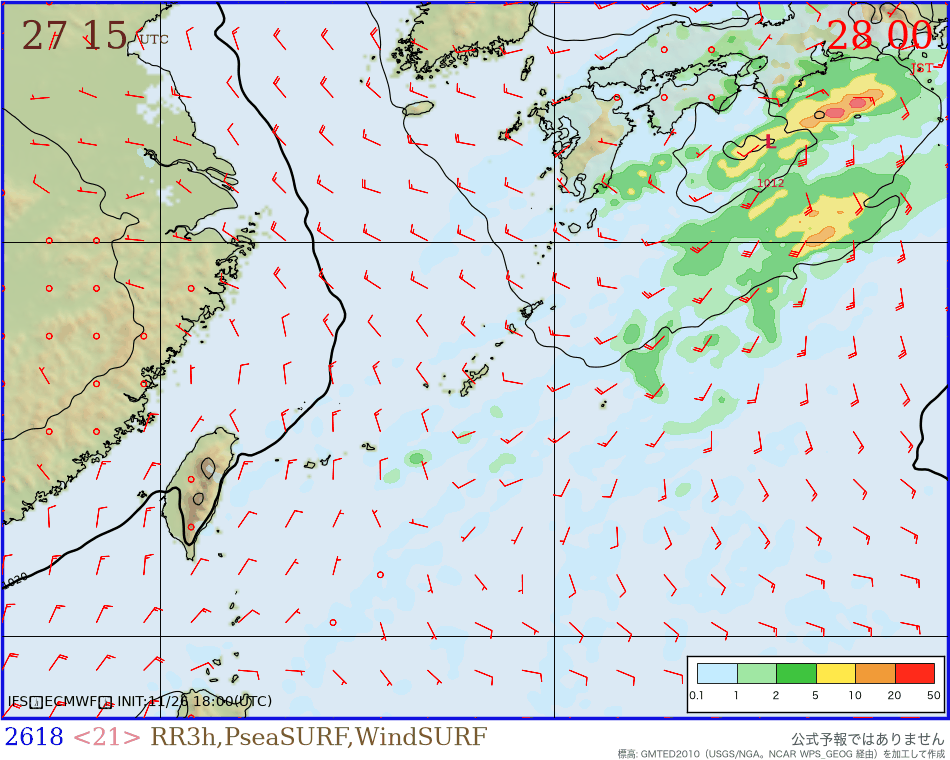 27 15 UTC
28 00
JST
L
1012
1020
IFS ECMWF INIT:11/26 18:00(UTC)
0.1 1 2 5 10 20 50
2618 <21> RR3h,PseaSURF,WindSURF
公式予報ではありません
標高: GMTED2010（USGS/NGA。NCAR WPS_GEOG 経由）を加工して作成